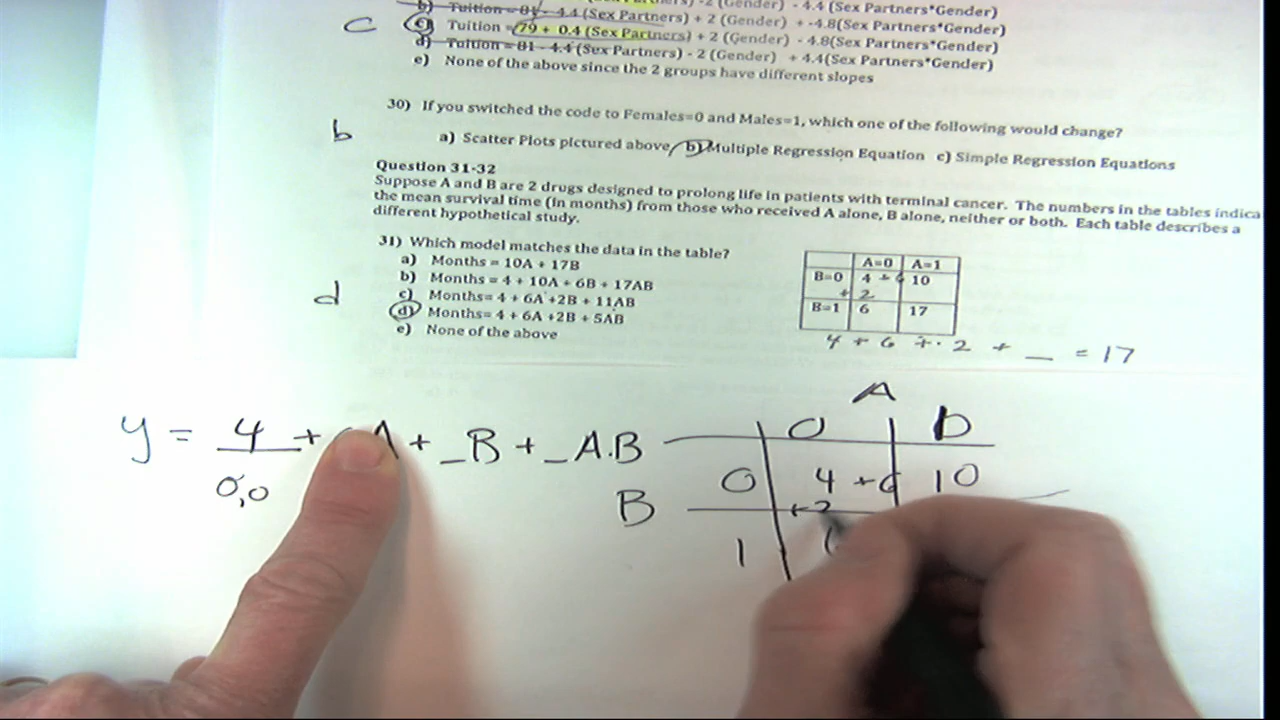 b) Tuition = 81 - 4.4 (Sex Partners) + 2 (Gender) + -4.8(Sex Partners*Gender)
- 4.4 (Sex Partners*Gender)
c c) Tuition = 79 + 0.4 (Sex Partners) + 2 (Gender) - 4.8(Sex Partners*Gender)
d) Tuition = 81 - 4.4 (Sex Partners) - 2 (Gender) + 4.4(Sex Partners*Gender)
e) None of the above since the 2 groups have different slopes
30) If you switched the code to Females=0 and Males=1, which one of the following would change?
b a) Scatter Plots pictured above b) Multiple Regression Equation c) Simple Regression Equations
Question 31-32
Suppose A and B are 2 drugs designed to prolong life in patients with terminal cancer. The numbers in the tables
the mean survival time (in months) from those who received A alone, B alone, neither or both. Each table describes a
different hypothetical study.
31) Which model matches the data in the table?
a) Months = 10A + 17B
b) Months = 4 + 10A + 6B + 17AB
c) Months= 4 + 6A +2B + 11AB
d d) Months = 4 + 6A +2B + 5AB
e) None of the above
A=0 A=1
B=0 4 + 6 10
+ 2
B=1 6 17
4 + 6 + 2 + _ = 17
A
y = 4 + A + _B + _A.B
0,0
0
0 4 +6 10
B +2
1